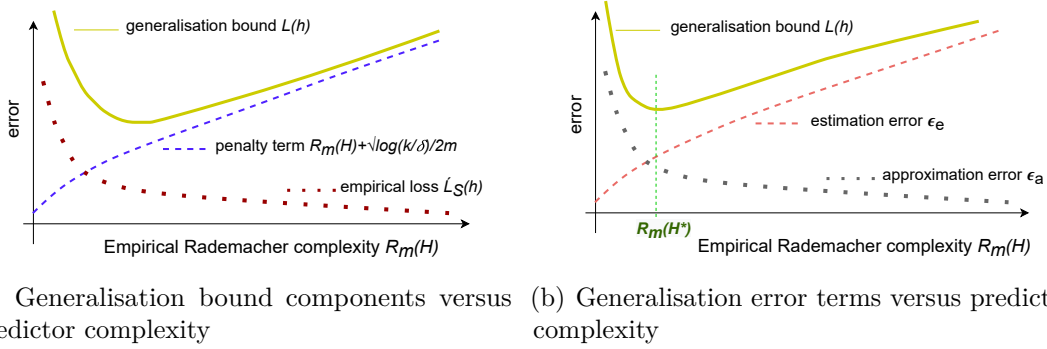 generalisation bound L(h)
error
penalty term Rm(H)+√log(k/δ)/2m
empirical loss ĹS(h)
Empirical Rademacher complexity Rm(H)
generalisation bound L(h)
error
estimation error ϵe
approximation error ϵa
Rm(H*)
Empirical Rademacher complexity Rm(H)
Generalisation bound components versus
edictor complexity
(b) Generalisation error terms versus predict
complexity